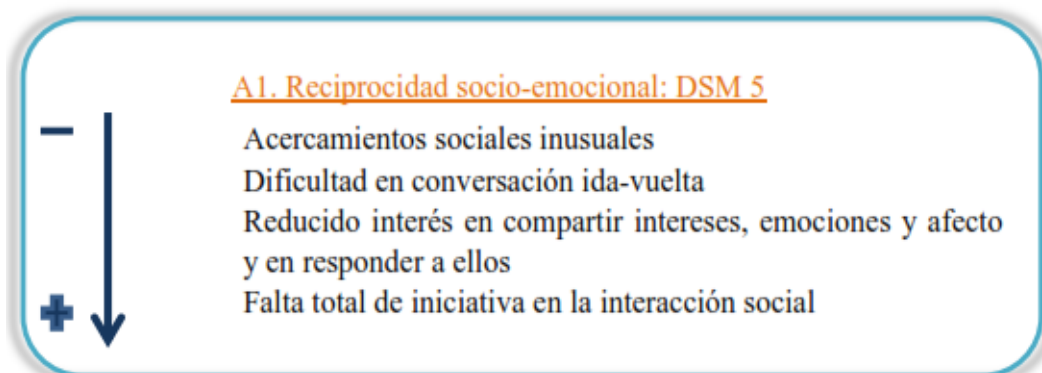 A1. Reciprocidad socio-emocional: DSM 5
Acercamientos sociales inusuales
Dificultad en conversación ida-vuelta
Reducido interés en compartir intereses, emociones y afecto
y en responder a ellos
Falta total de iniciativa en la interacción social